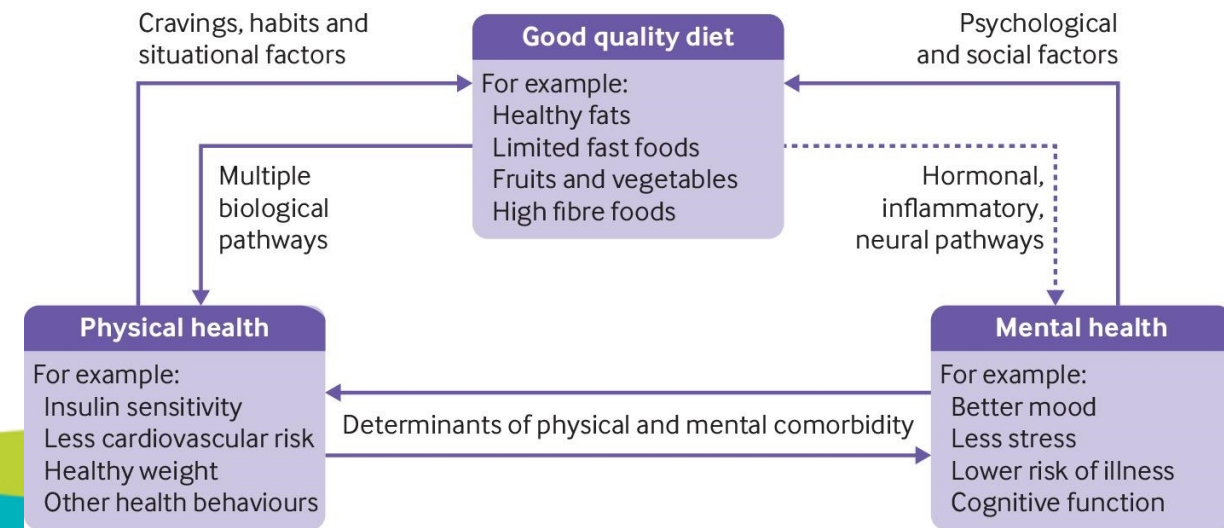 Cravings, habits and
situational factors
Good quality diet
For example:
Healthy fats
Limited fast foods
Fruits and vegetables
High fibre foods
Psychological
and social factors
Multiple
biological
pathways
Hormonal,
inflammatory,
neural pathways
Physical health
For example:
Insulin sensitivity
Less cardiovascular risk
Healthy weight
Other health behaviours
Determinants of physical and mental comorbidity
Mental health
For example:
Better mood
Less stress
Lower risk of illness
Cognitive function